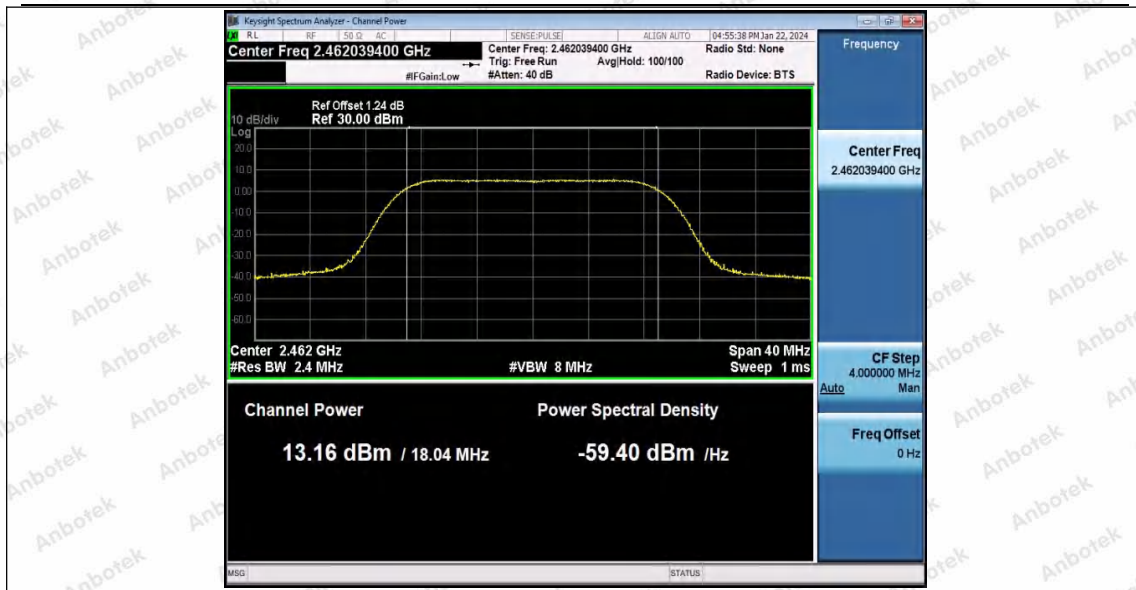 Keysight Spectrum Analyzer - Channel Power
RL RF 50 Ω AC SENSE:PULSE ALIGN AUTO 04:55:38 PM Jan 22, 2024
Center Freq 2.462039400 GHz
Center Freq: 2.462039400 GHz
Radio Std: None
Trig: Free Run Avg|Hold: 100/100
#IFGain:Low
#Atten: 40 dB
Radio Device: BTS
Ref Offset 1.24 dB
10 dB/div Ref 30.00 dBm
Log
20.0
10.0
0.00
-10.0
-20.0
-30.0
-40.0
-50.0
-60.0
Center 2.462 GHz
Span 40 MHz
#Res BW 2.4 MHz
#VBW 8 MHz
Sweep 1 ms
Channel Power
Power Spectral Density
13.16 dBm / 18.04 MHz
-59.40 dBm /Hz
MSG
STATUS
Frequency
Center Freq
2.462039400 GHz
CF Step
4.000000 MHz
Auto Man
Freq Offset
0 Hz
Anbotek